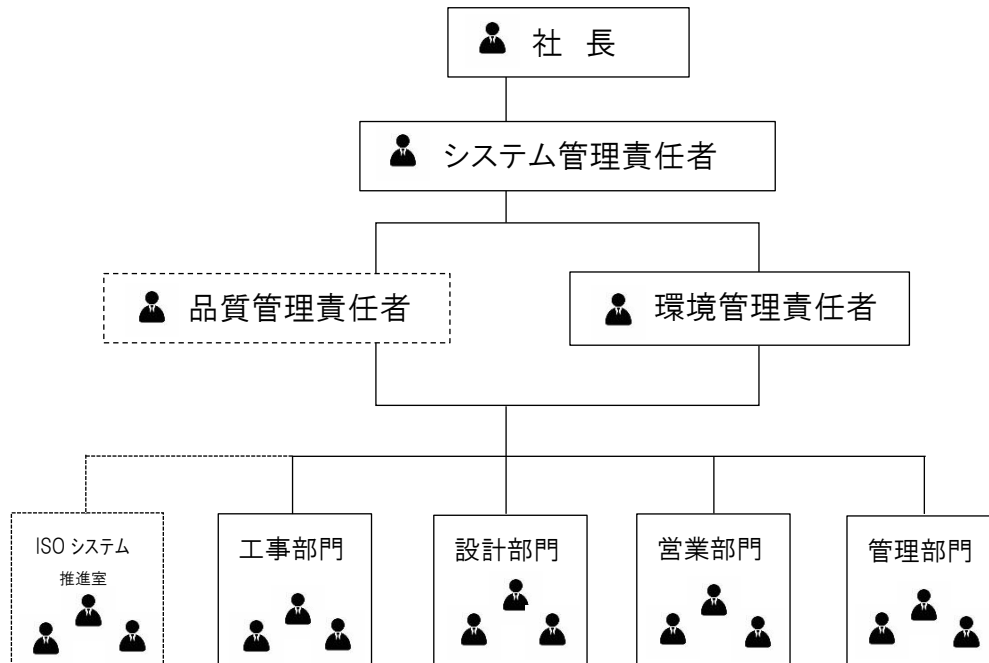 社 長
システム管理責任者
品質管理責任者
環境管理責任者
ISO システム
推進室
工事部門
設計部門
営業部門
管理部門